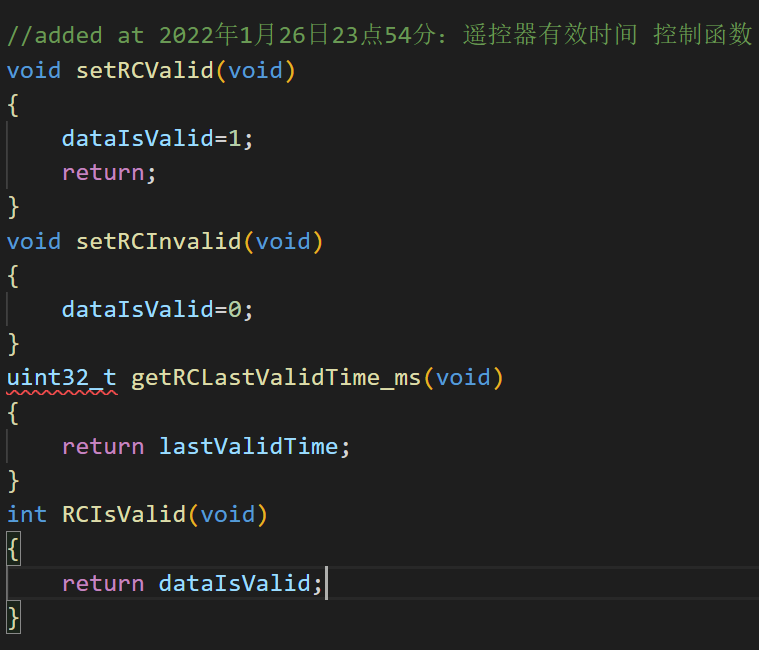 //added at 2022年1月26日23点54分：遥控器有效时间 控制函数
void setRCValid(void)
{
    dataIsValid=1;
    return;
}
void setRCInvalid(void)
{
    dataIsValid=0;
}
uint32_t getRCLastValidTime_ms(void)
{
    return lastValidTime;
}
int RCIsValid(void)
{
    return dataIsValid;
}